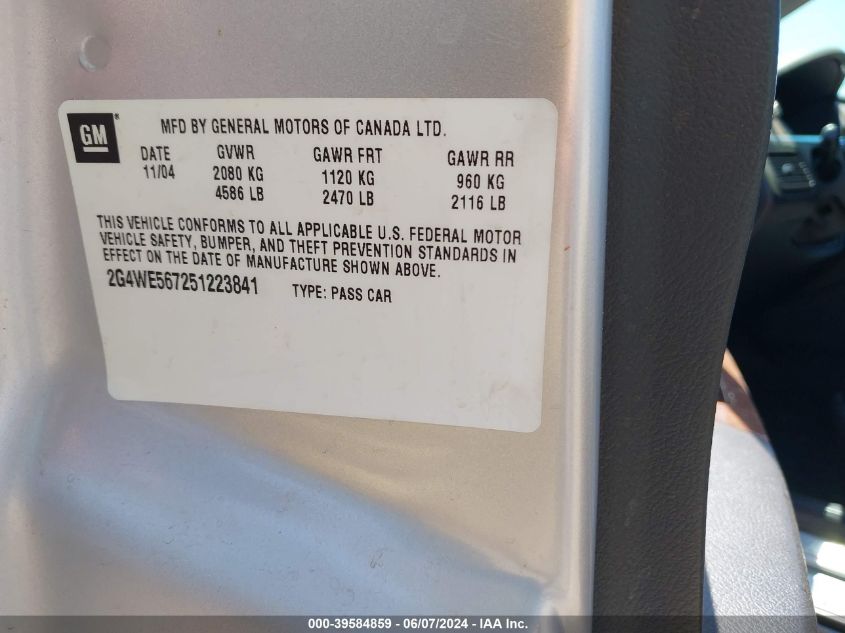 GM®
MFD BY GENERAL MOTORS OF CANADA LTD.
DATE GVWR GAWR FRT GAWR RR
11/04 2080 KG 1120 KG 960 KG
4586 LB 2470 LB 2116 LB
THIS VEHICLE CONFORMS TO ALL APPLICABLE U.S. FEDERAL MOTOR
VEHICLE SAFETY, BUMPER, AND THEFT PREVENTION STANDARDS IN
EFFECT ON THE DATE OF MANUFACTURE SHOWN ABOVE.
2G4WE567251223841 TYPE: PASS CAR
000-39584859 - 06/07/2024 - IAA Inc.